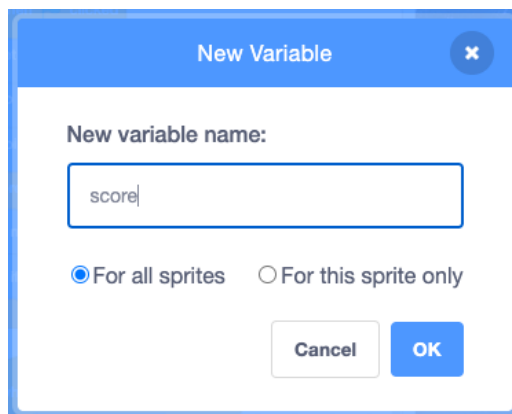 New Variable
New variable name:
score
For all sprites For this sprite only
Cancel OK